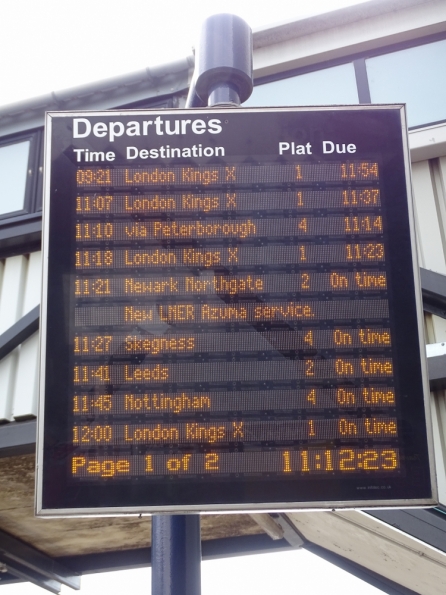 Departures
Time Destination Plat Due
09:21 London Kings X 1 11:54
11:07 London Kings X 1 11:37
11:10 via Peterborough 4 11:14
11:18 London Kings X 1 11:23
11:21 Newark Northgate 2 On time
New LNER Azuma service.
11:27 Skegness 4 On time
11:41 Leeds 2 On time
11:45 Nottingham 4 On time
12:00 London Kings X 1 On time
Page 1 of 2 11:12:23